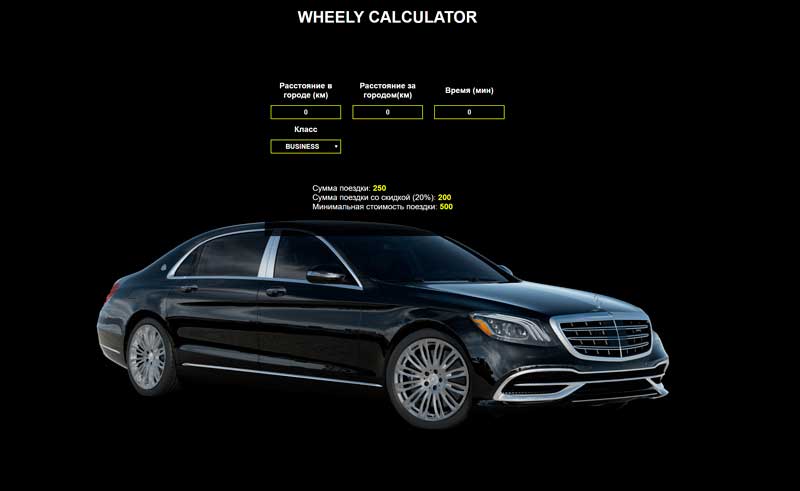 WHEELY CALCULATOR
Расстояние в
городе (км)
Расстояние за
городом(км)
Время (мин)
0
0
0
Класс
BUSINESS
Сумма поездки: 250
Сумма поездки со скидкой (20%): 200
Минимальная стоимость поездки: 500